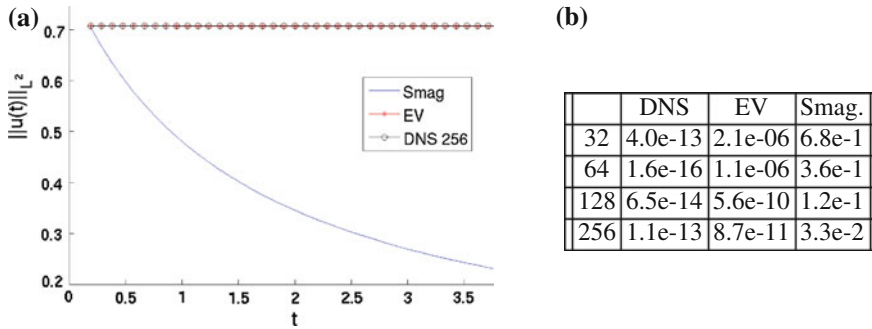 (a)
0.7
0.6
0.5
0.4
0.3
0.2
||u(t)||L²
0 0.5 1 1.5 2 2.5 3 3.5
t
Smag
EV
DNS 256
(b)
DNS EV Smag.
32 4.0e-13 2.1e-06 6.8e-1
64 1.6e-16 1.1e-06 3.6e-1
128 6.5e-14 5.6e-10 1.2e-1
256 1.1e-13 8.7e-11 3.3e-2